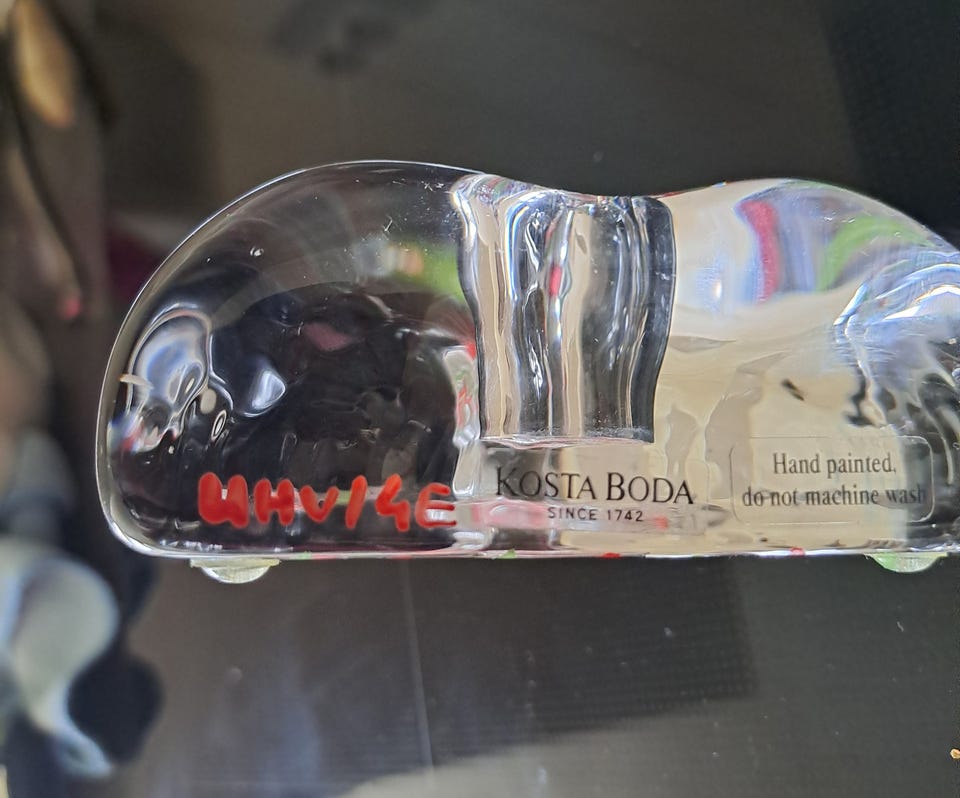 KOSTA BODA
SINCE 1742
Hand painted,
do not machine wash